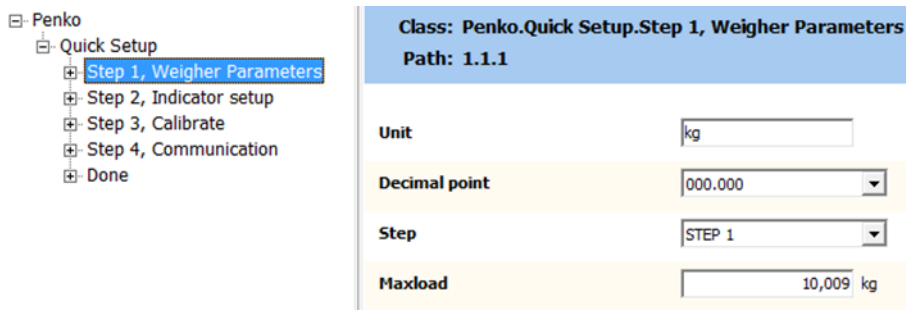 Penko
Quick Setup
Step 1, Weigher Parameters
Step 2, Indicator setup
Step 3, Calibrate
Step 4, Communication
Done
Class: Penko.Quick Setup.Step 1, Weigher Parameters
Path: 1.1.1
Unit kg
Decimal point 000.000
Step STEP 1
Maxload 10,009 kg